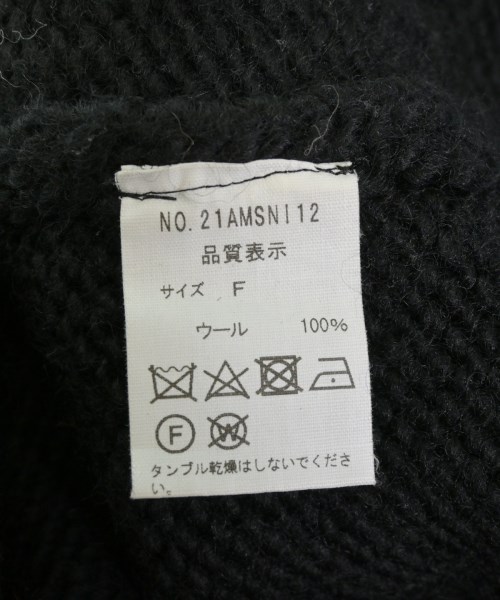 NO.21AMSNI12
品質表示
サイズ F
ウール 100%
F W
タンブル乾燥はしないでくださ
い。